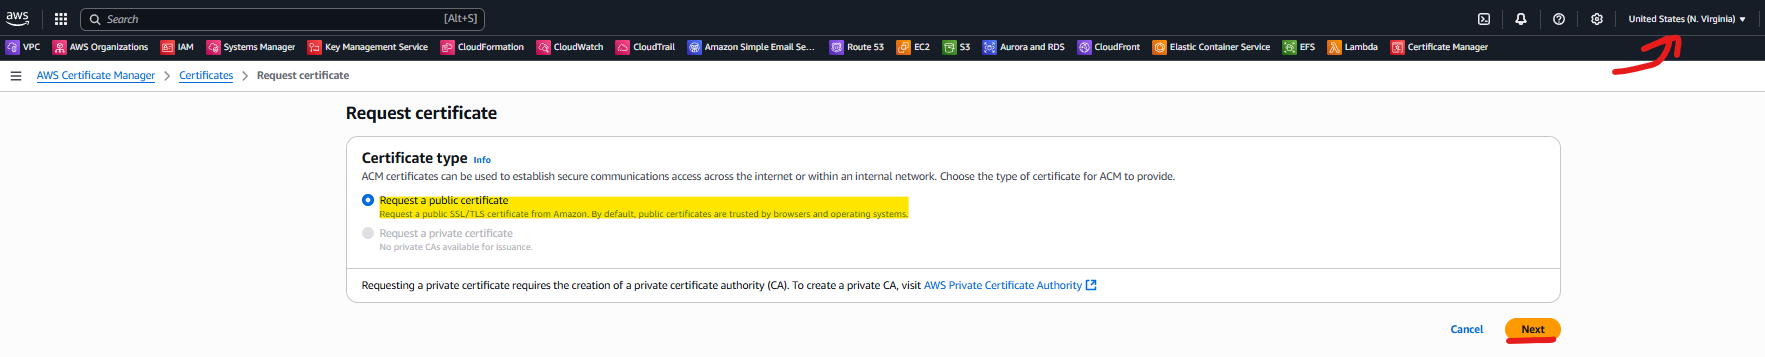 aws Search [Alt+S] United States (N. Virginia) ▼
VPC AWS Organizations IAM Systems Manager Key Management Service CloudFormation CloudWatch CloudTrail Amazon Simple Email Se... Route 53 EC2 S3 Aurora and RDS CloudFront Elastic Container Service EFS Lambda Certificate Manager
AWS Certificate Manager > Certificates > Request certificate
Request certificate
Certificate type Info
ACM certificates can be used to establish secure communications access across the internet or within an internal network. Choose the type of certificate for ACM to provide.
Request a public certificate
Request a public SSL/TLS certificate from Amazon. By default, public certificates are trusted by browsers and operating systems.
Request a private certificate
No private CAs available for issuance.
Requesting a private certificate requires the creation of a private certificate authority (CA). To create a private CA, visit AWS Private Certificate Authority
Cancel Next